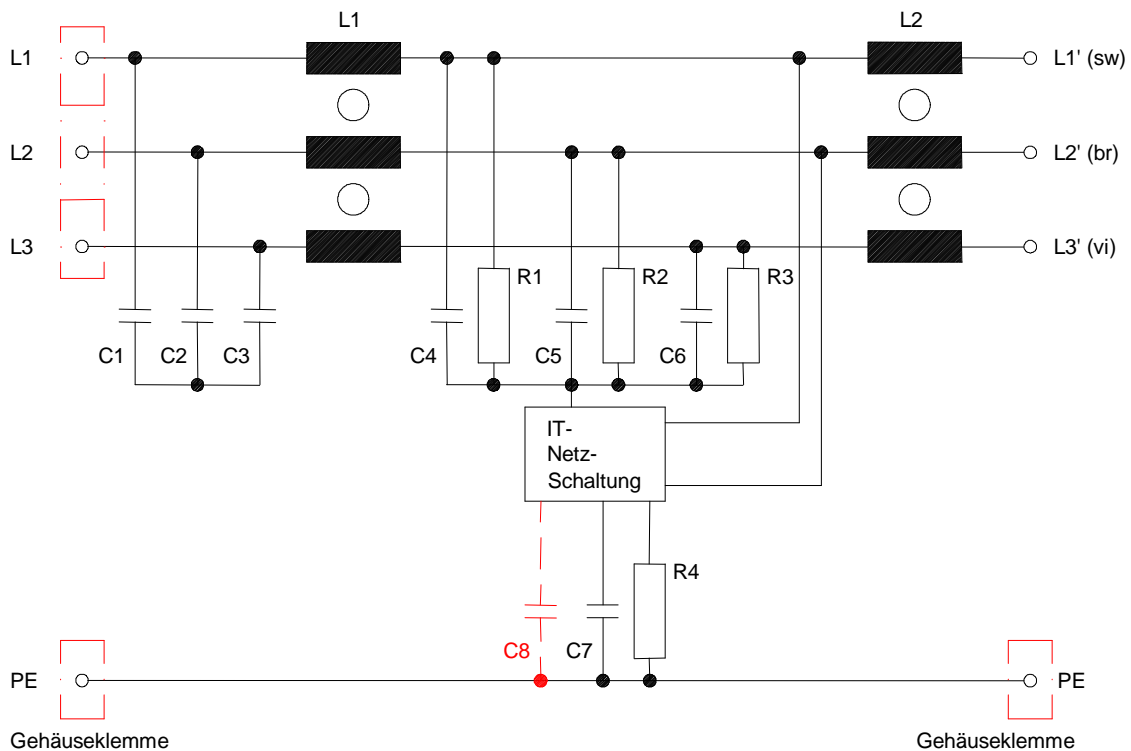 L1
L2
L1
L1' (sw)
L2
L2' (br)
L3
L3' (vi)
R1
R2
R3
C1
C2
C3
C4
C5
C6
IT-
Netz-
Schaltung
R4
C8
C7
PE
PE
Gehäuseklemme
Gehäuseklemme